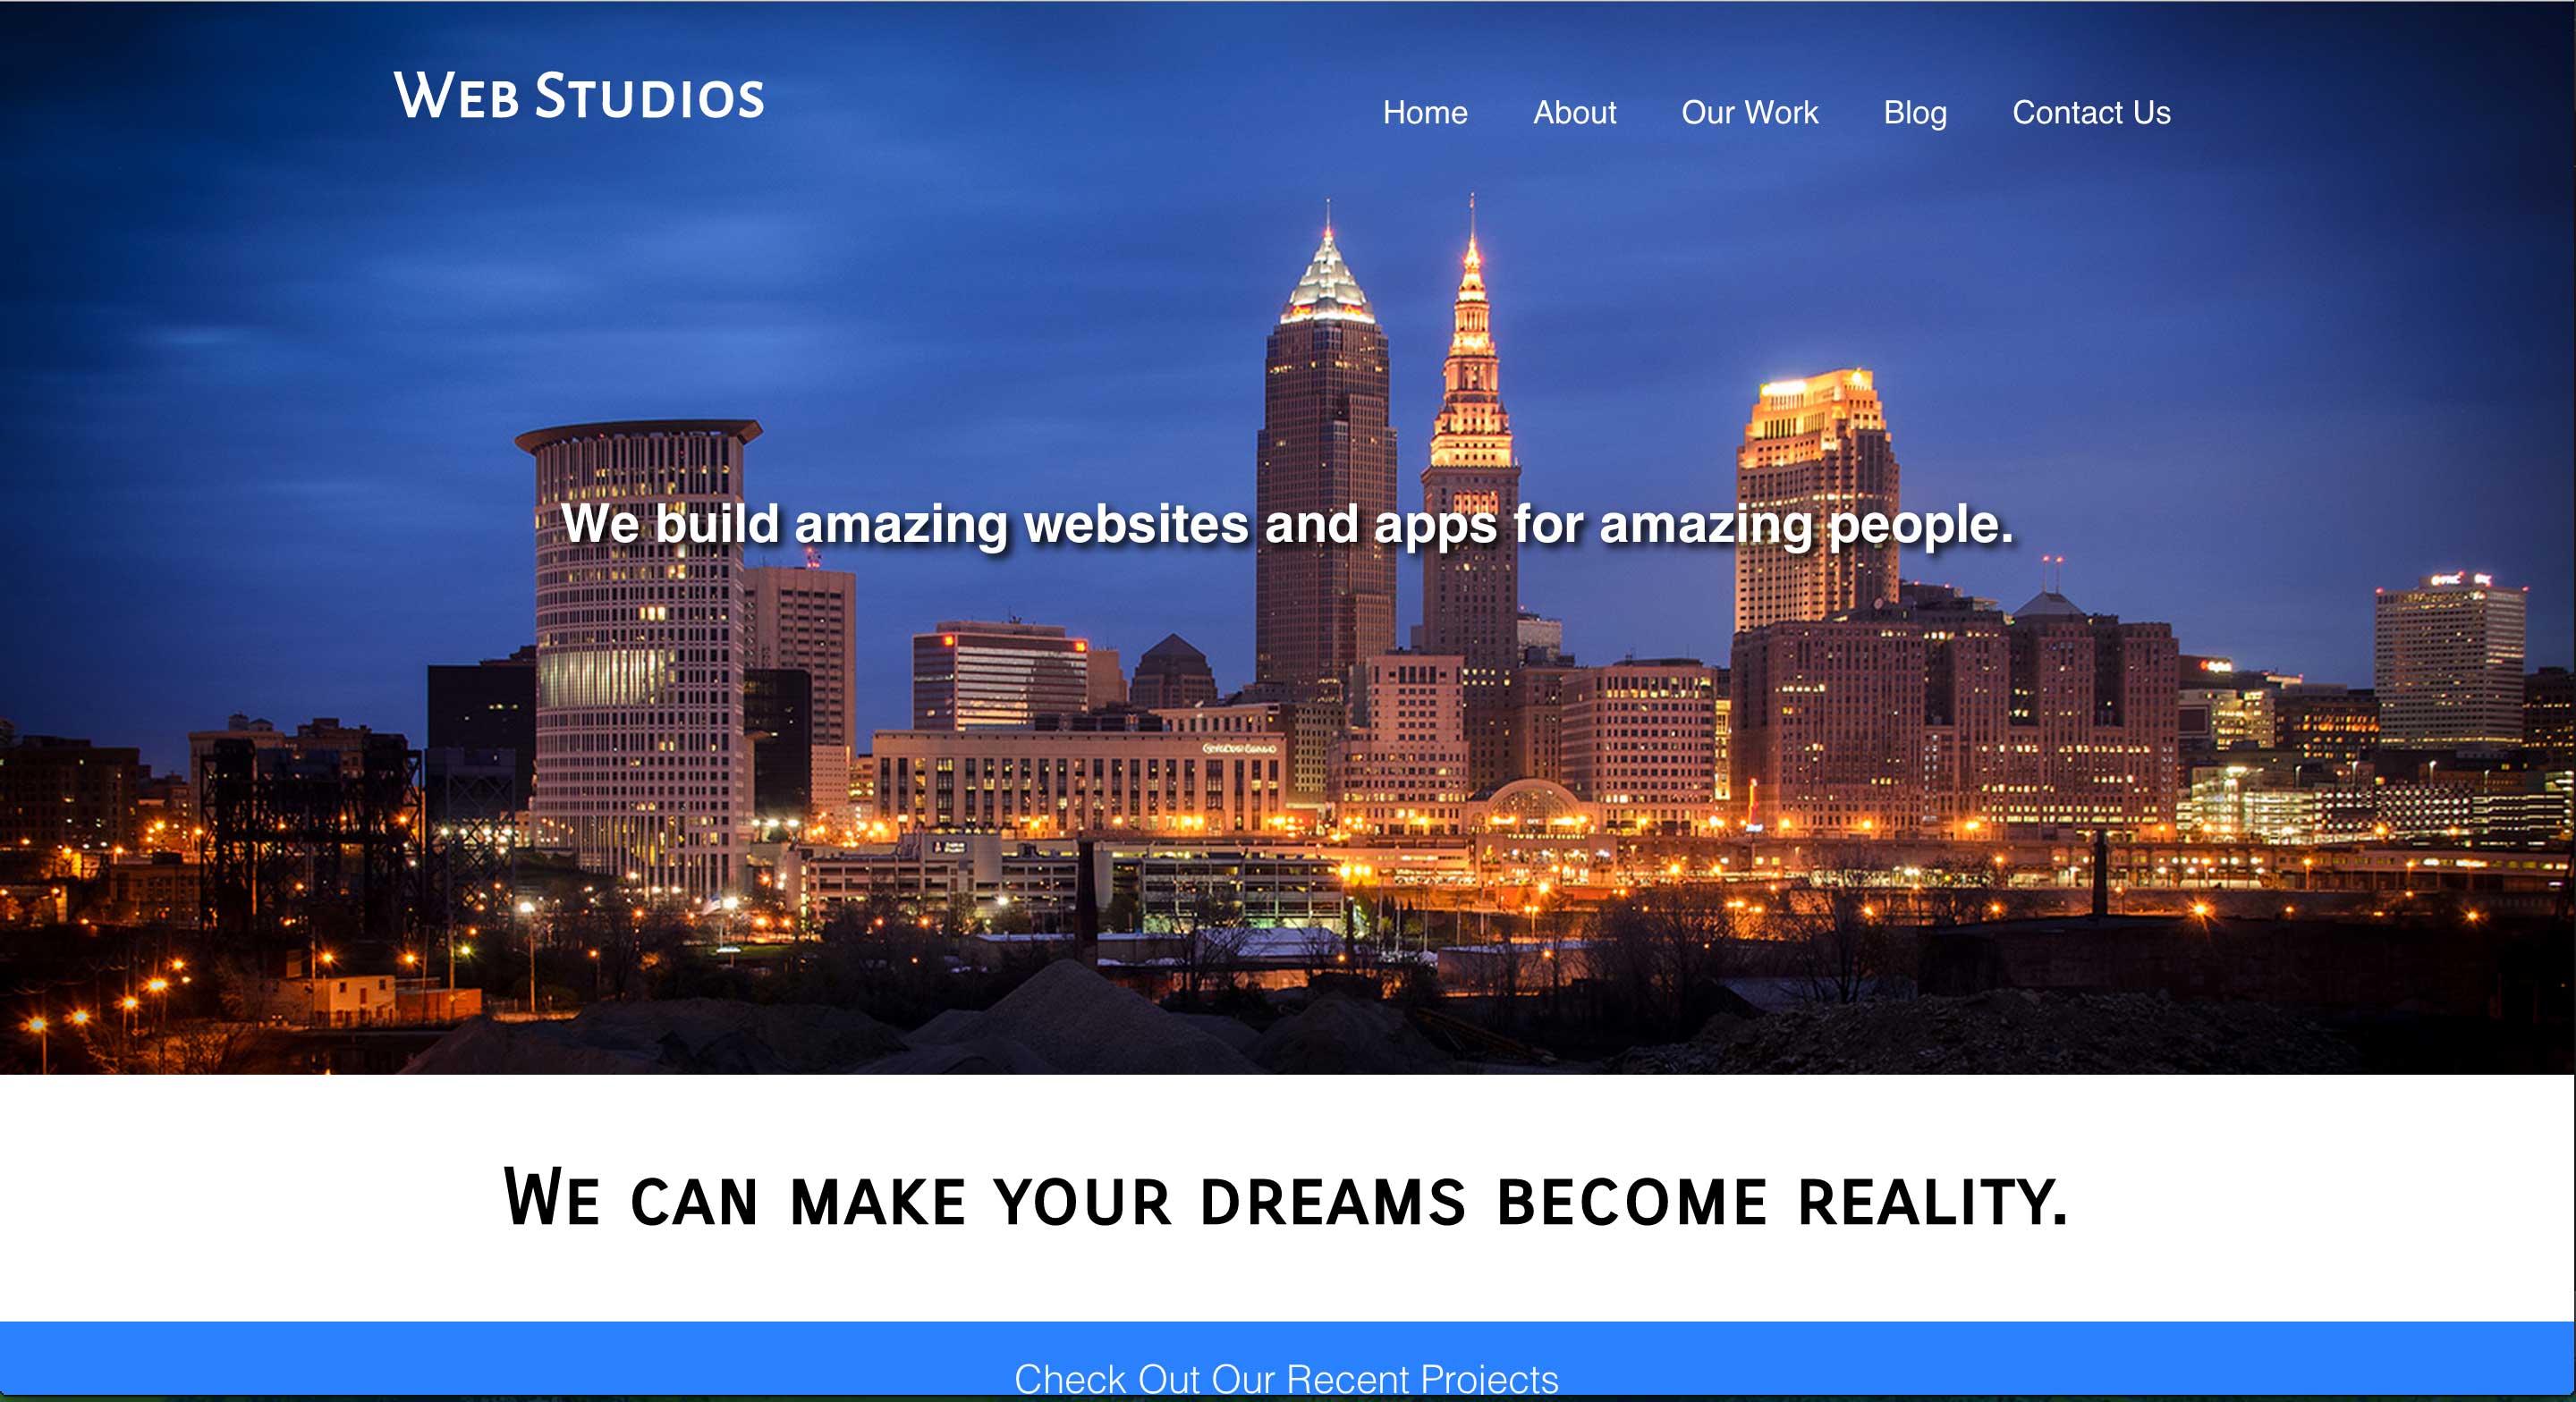 Web Studios
Home About Our Work Blog Contact Us
We build amazing websites and apps for amazing people.
We can make your dreams become reality.
Check Out Our Recent Projects